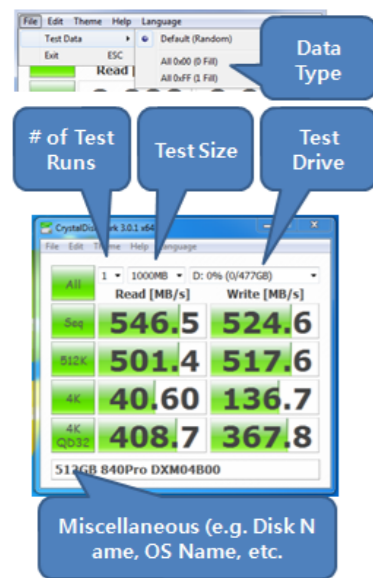 File Edit Theme Help Language
Test Data Default (Random)
Exit ESC All 0x00 (0 Fill)
All 0xFF (1 Fill)
Read
Data
Type
# of Test
Runs
Test Size
Test
Drive
CrystalDiskMark 3.0.1 x64
File Edit Theme Help Language
All 1 1000MB D: 0% (0/477GB)
Read [MB/s] Write [MB/s]
Seq 546.5 524.6
512K 501.4 517.6
4K 40.60 136.7
4K
QD32 408.7 367.8
512GB 840Pro DXM04B00
Miscellaneous (e.g. Disk N
ame, OS Name, etc.